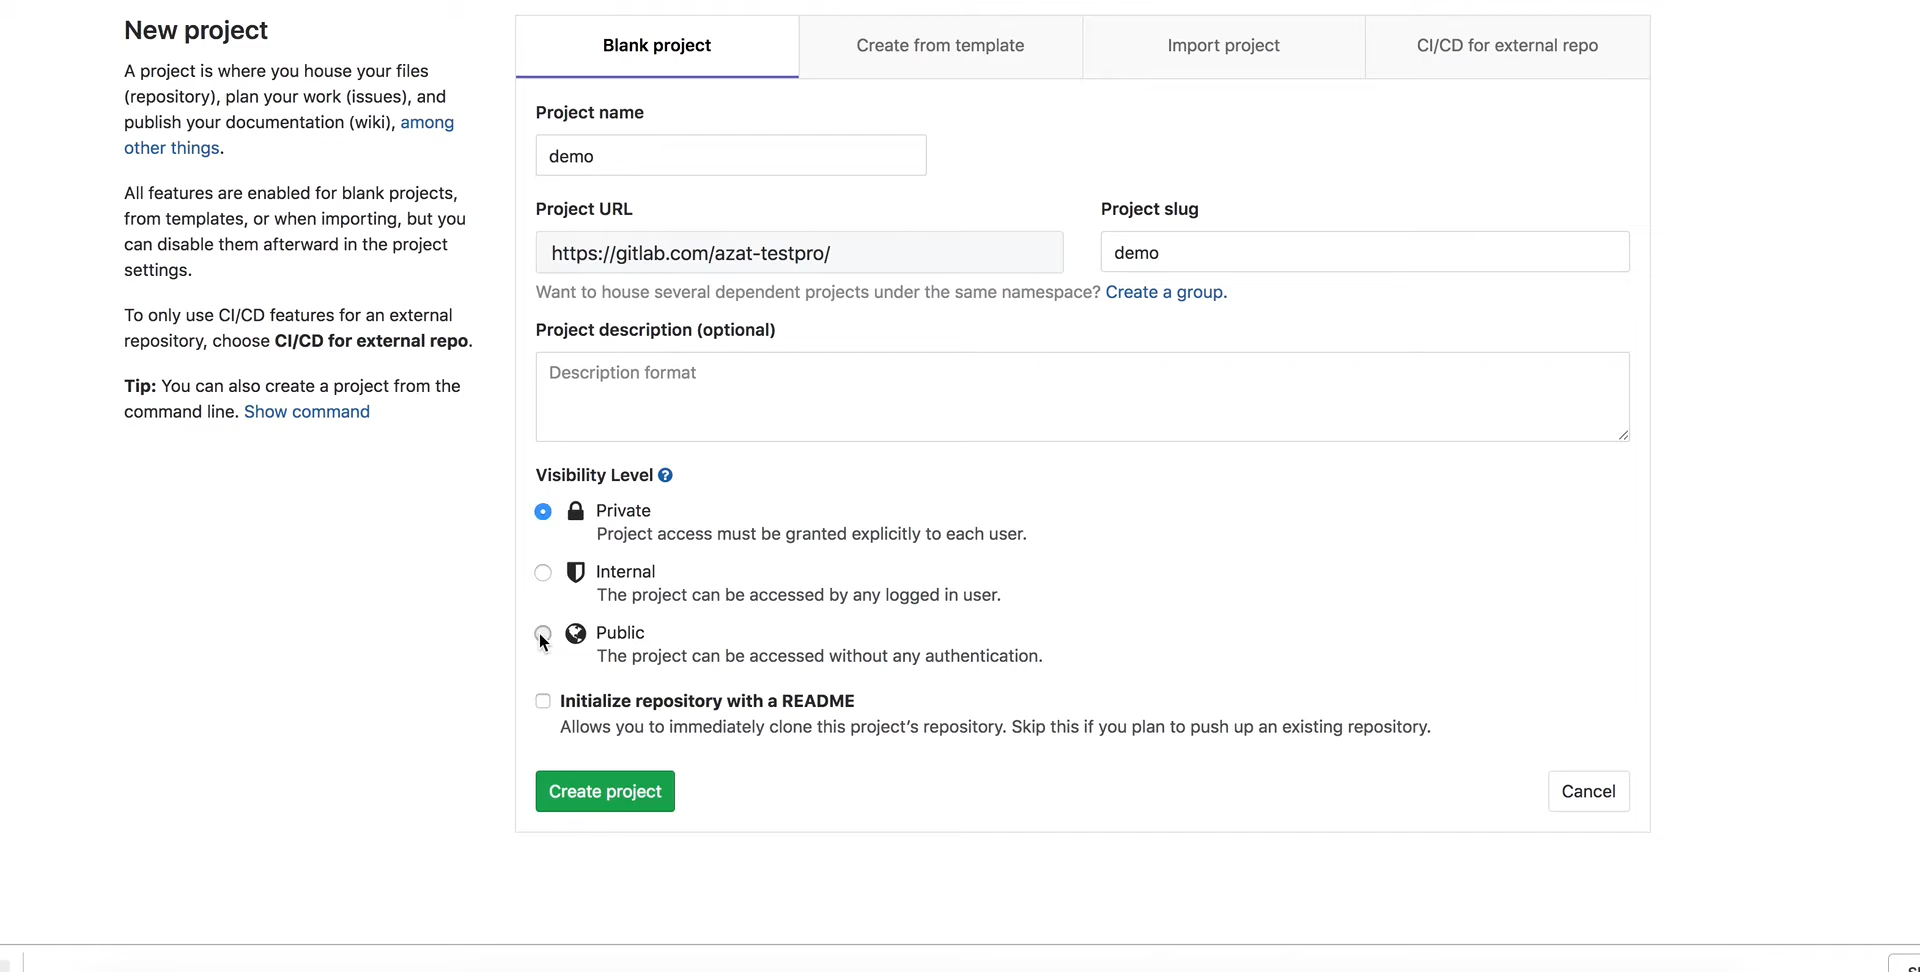 New project
A project is where you house your files
(repository), plan your work (issues), and
publish your documentation (wiki), among
other things.
All features are enabled for blank projects,
from templates, or when importing, but you
can disable them afterward in the project
settings.
To only use CI/CD features for an external
repository, choose CI/CD for external repo.
Tip: You can also create a project from the
command line. Show command
Blank project
Create from template
Import project
CI/CD for external repo
Project name
demo
Project URL
Project slug
https://gitlab.com/azat-testpro/
demo
Want to house several dependent projects under the same namespace? Create a group.
Project description (optional)
Description format
Visibility Level
Private
Project access must be granted explicitly to each user.
Internal
The project can be accessed by any logged in user.
Public
The project can be accessed without any authentication.
Initialize repository with a README
Allows you to immediately clone this project's repository. Skip this if you plan to push up an existing repository.
Create project
Cancel